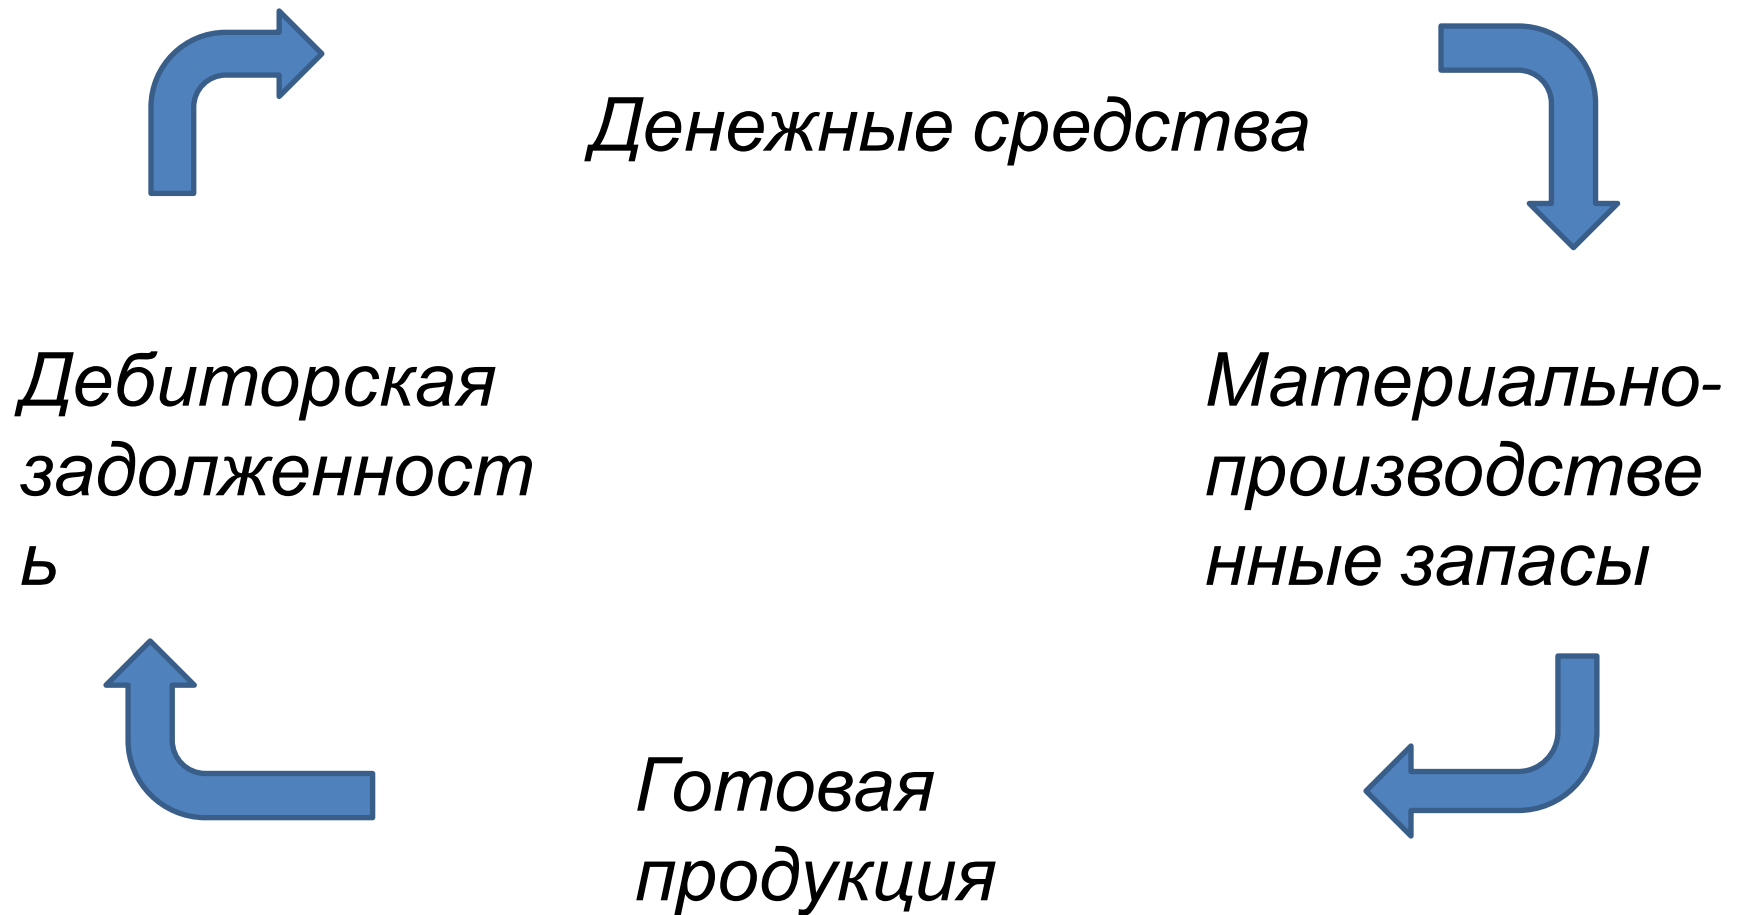 Денежные средства
Дебиторская
задолженност
ь
Материально-
производстве
нные запасы
Готовая
продукция